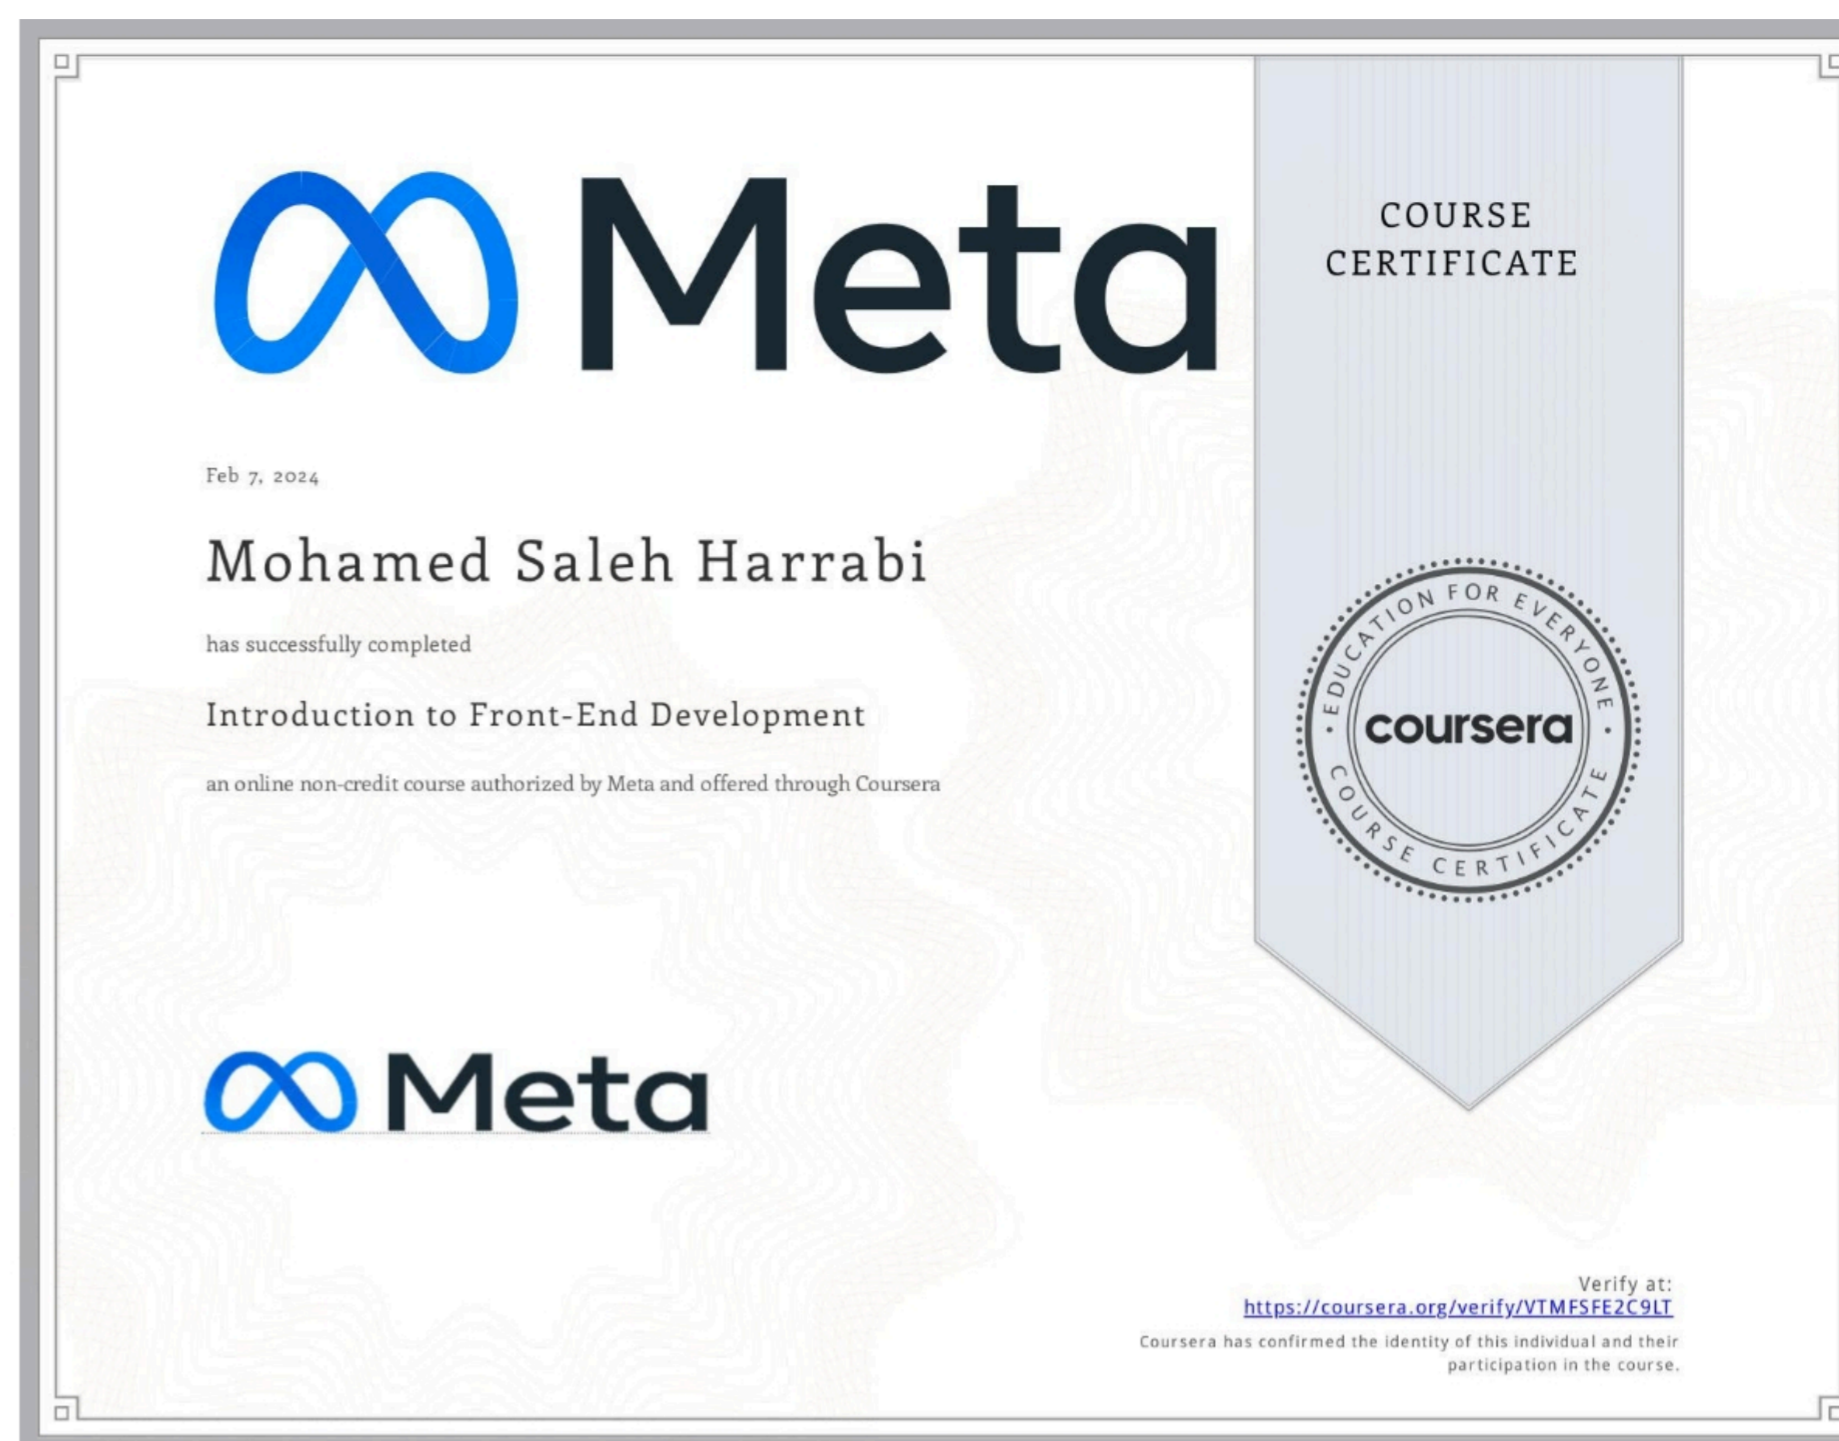 Meta
COURSE
CERTIFICATE
Feb 7, 2024
Mohamed Saleh Harrabi
has successfully completed
Introduction to Front-End Development
an online non-credit course authorized by Meta and offered through Coursera
EDUCATION FOR EVERYONE
coursera
COURSE CERTIFICATE
Meta
Verify at:
https://coursera.org/verify/VTMFSFE2C9LT
Coursera has confirmed the identity of this individual and their
participation in the course.